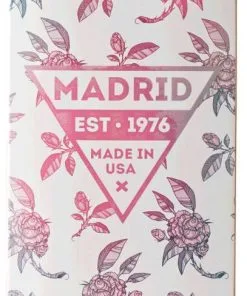 MADRID
EST • 1976
MADE IN
USA
×